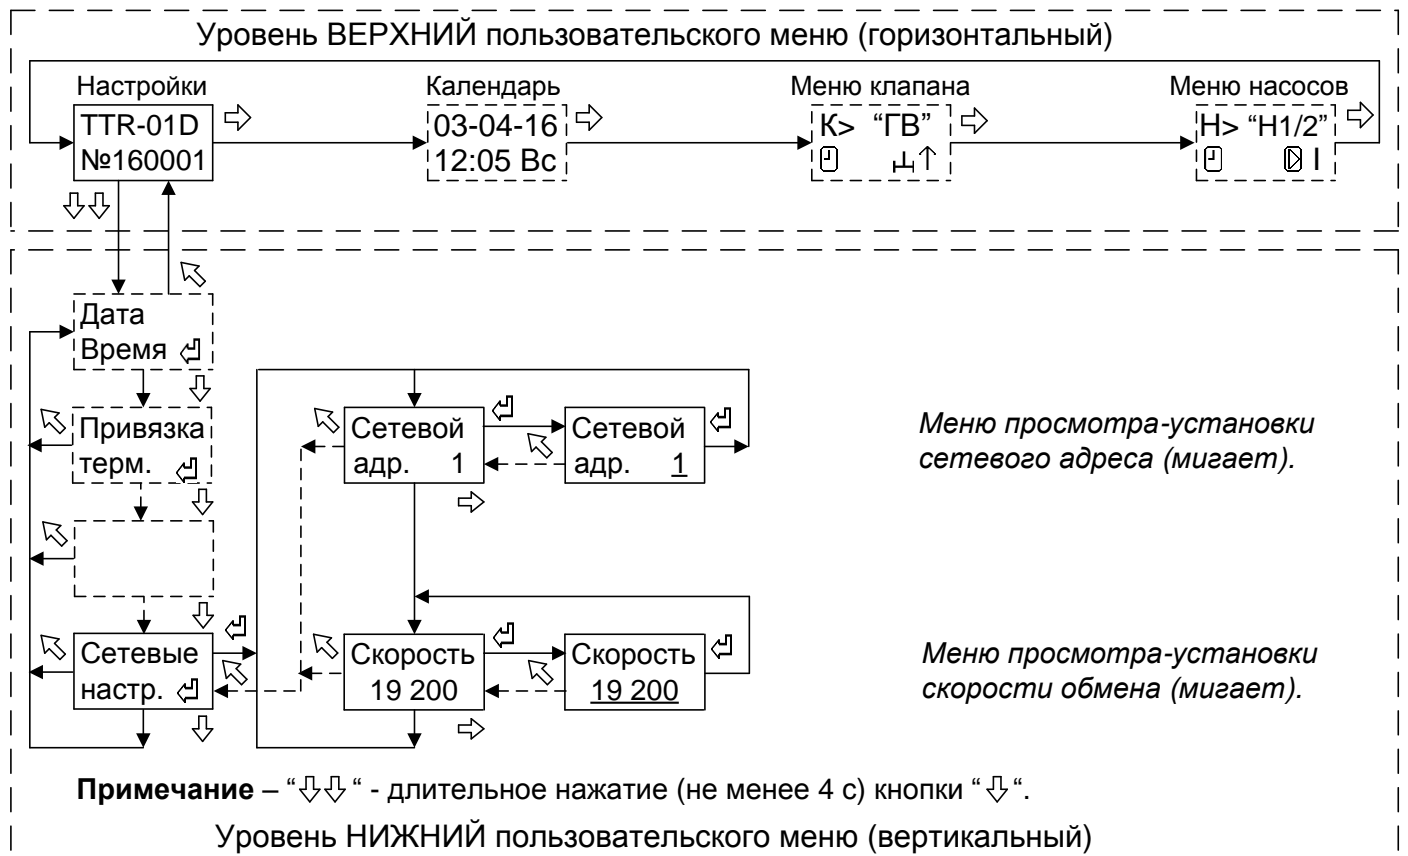 Уровень ВЕРХНИЙ пользовательского меню (горизонтальный)
Настройки
TTR-01D
№160001
Календарь
03-04-16
12:05 Вс
Меню клапана
К> “ГВ”
Меню насосов
Н> “Н1/2”
I
Дата
Время
Привязка
терм.
Сетевые
настр.
Сетевой
адр. 1
Сетевой
адр. 1
Меню просмотра-установки
сетевого адреса (мигает).
Скорость
19 200
Скорость
19 200
Меню просмотра-установки
скорости обмена (мигает).
Примечание – “⇩⇩“ - длительное нажатие (не менее 4 с) кнопки “⇩“.
Уровень НИЖНИЙ пользовательского меню (вертикальный)